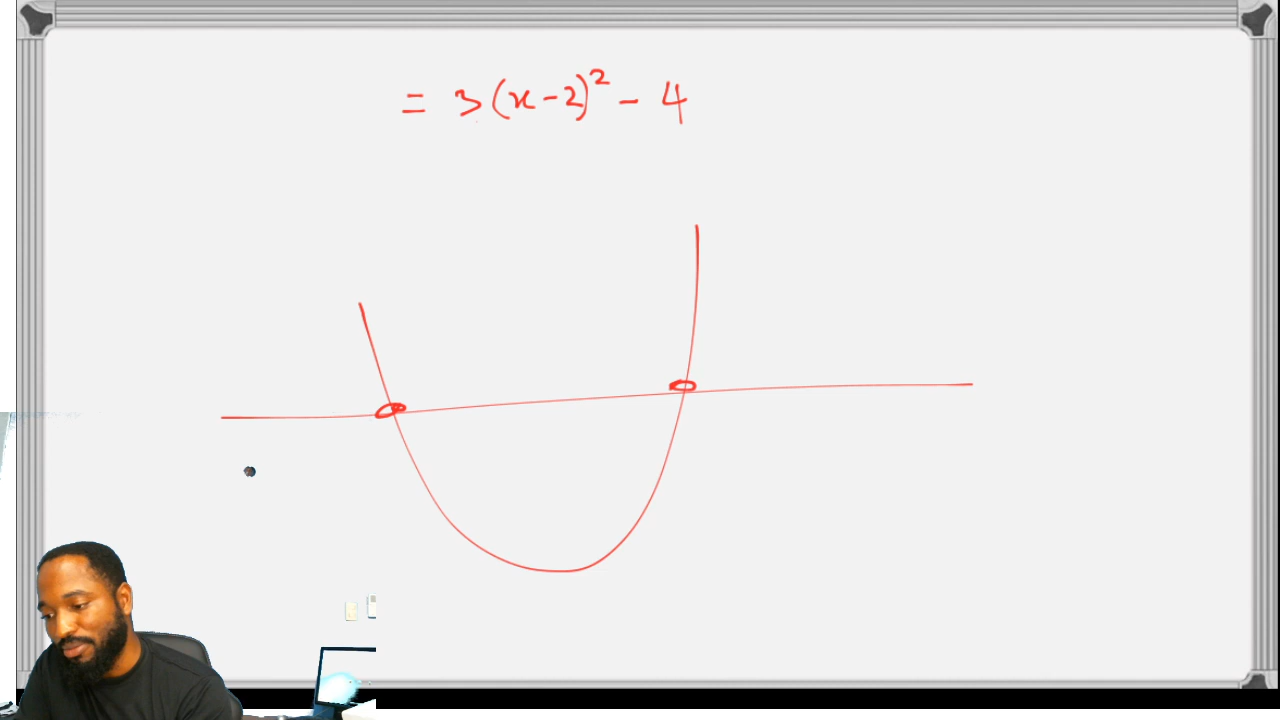 = 3(x-2)² - 4